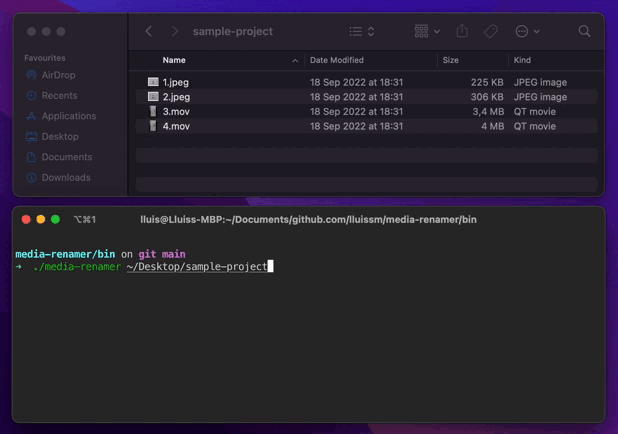 sample-project
Favourites
AirDrop
Recents
Applications
Desktop
Documents
Downloads
Name Date Modified Size Kind
1.jpeg 18 Sep 2022 at 18:31 225 KB JPEG image
2.jpeg 18 Sep 2022 at 18:31 306 KB JPEG image
3.mov 18 Sep 2022 at 18:31 3,4 MB QT movie
4.mov 18 Sep 2022 at 18:31 4 MB QT movie
⌥⌘1 lluis@Lluiss-MBP:~/Documents/github.com/lluissm/media-renamer/bin
media-renamer/bin on git main
➜ ./media-renamer ~/Desktop/sample-project